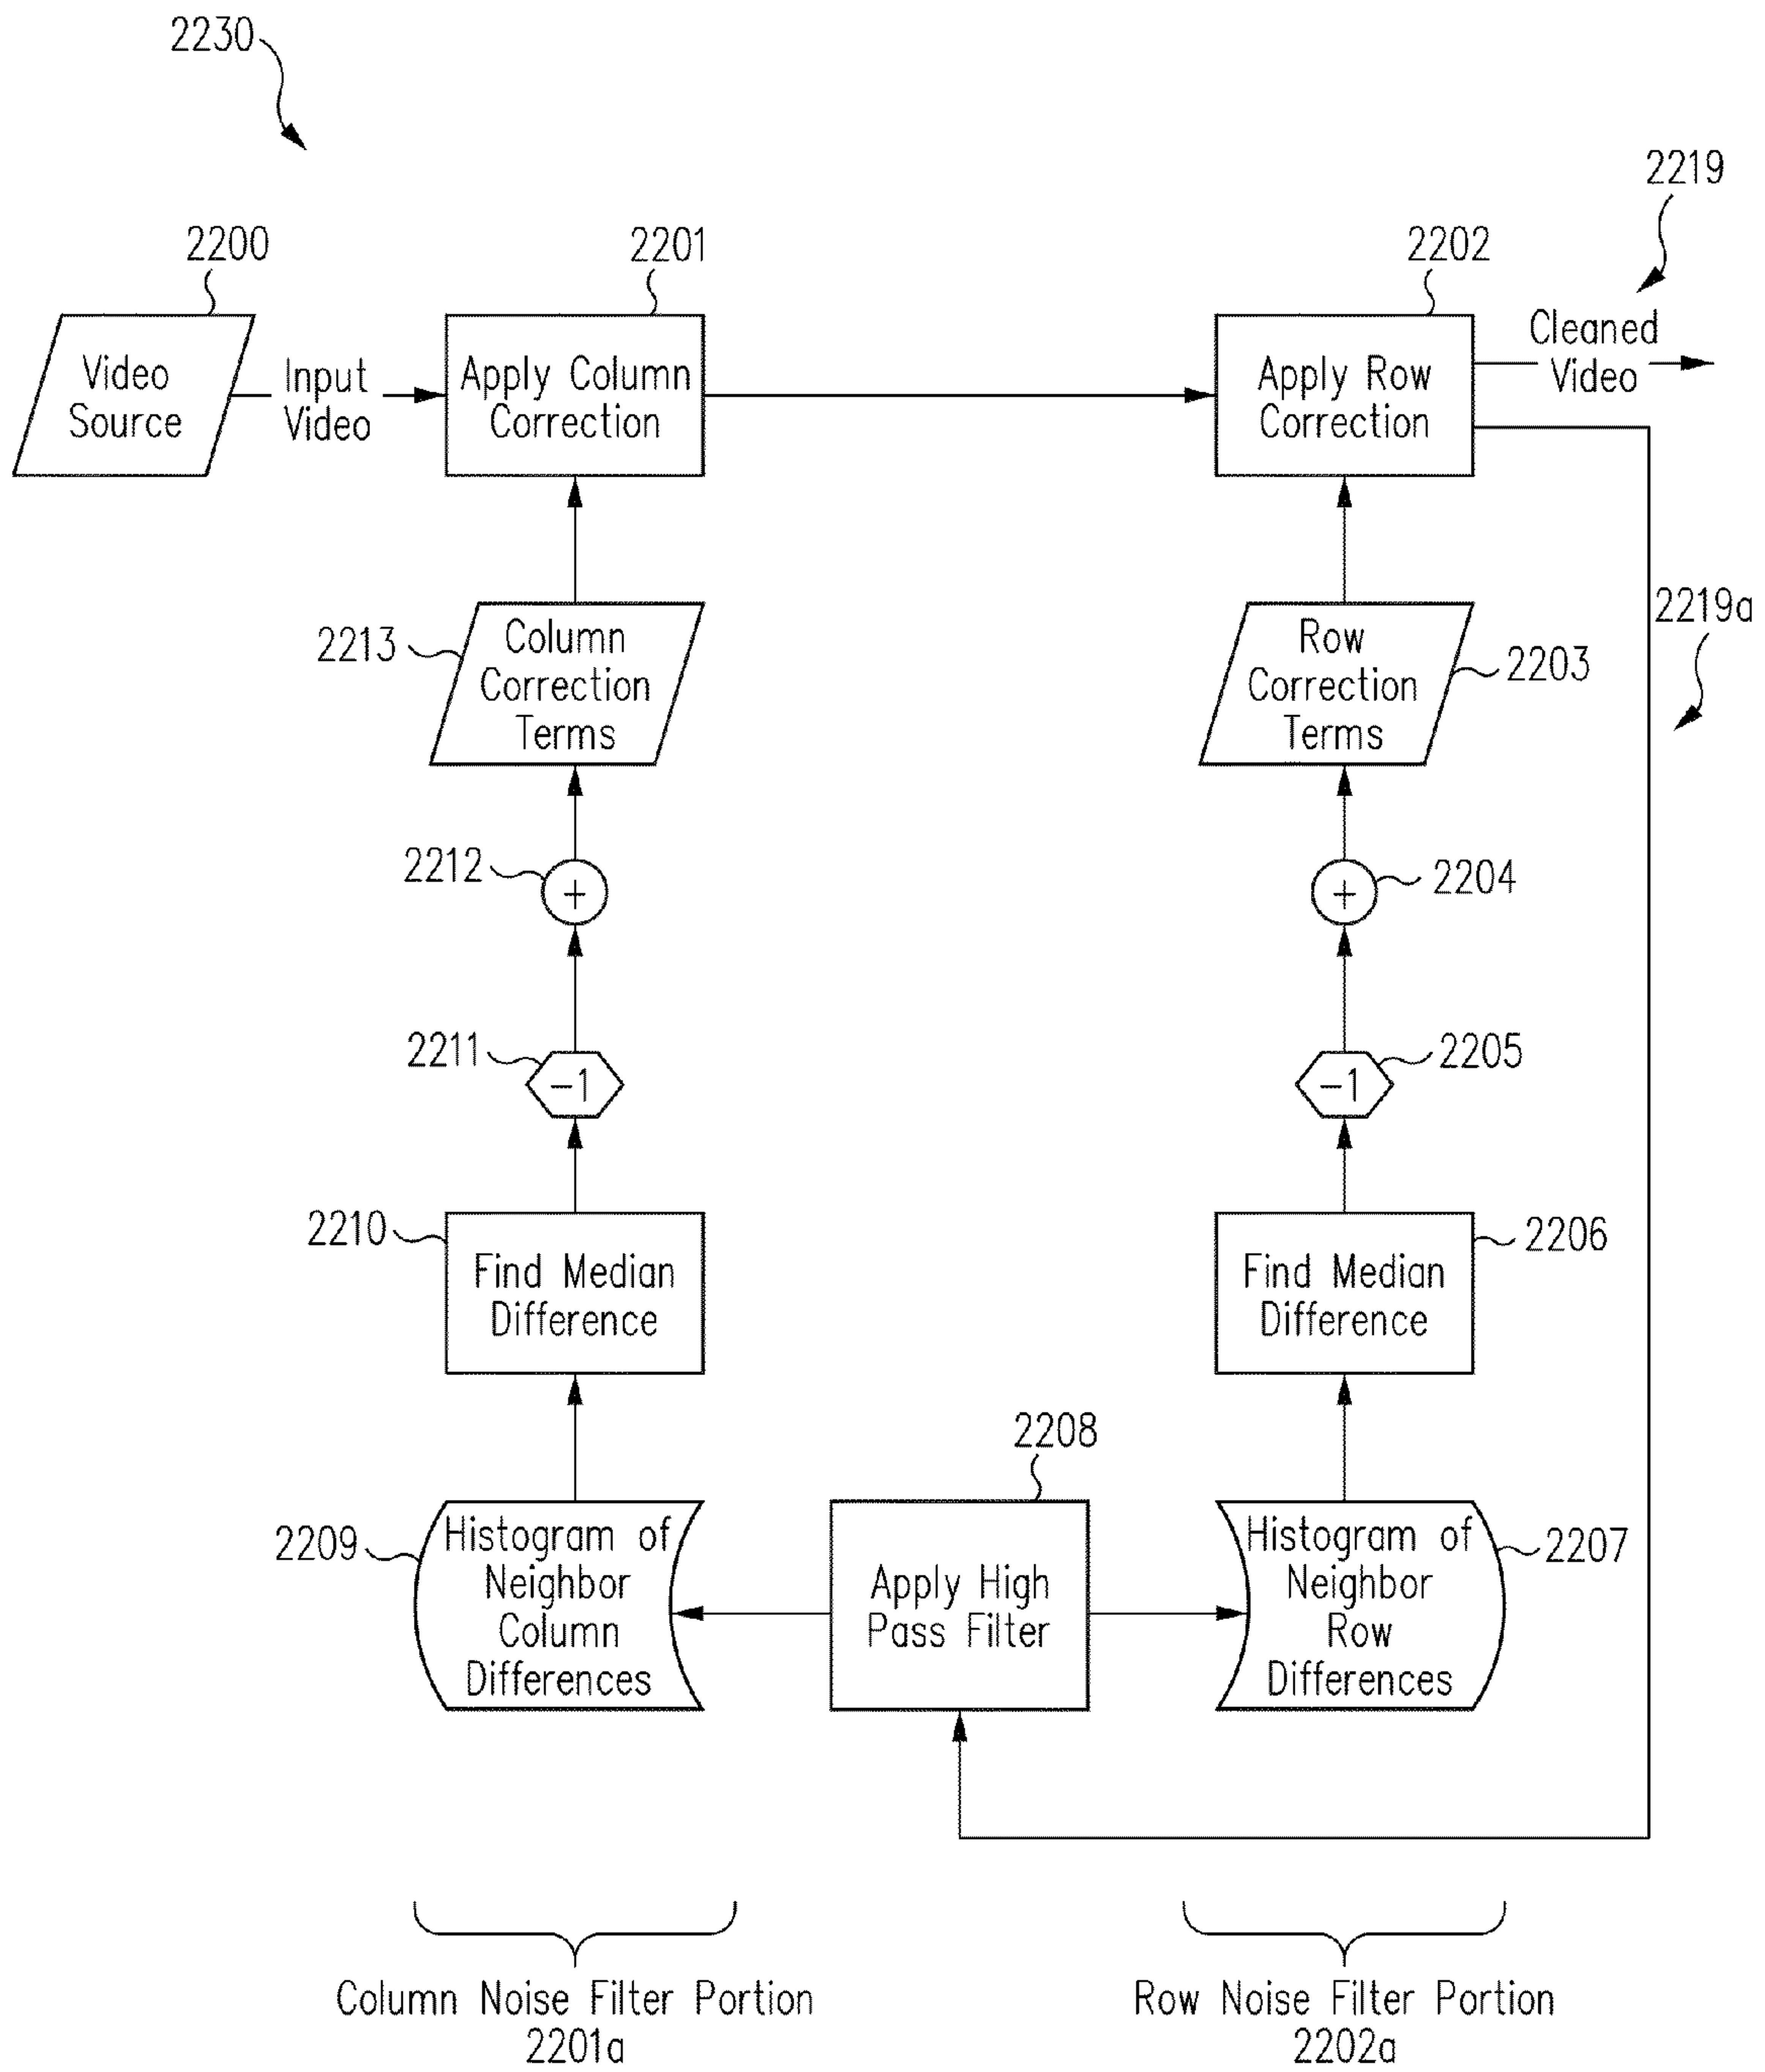 2230
2219
2200
2201
2202
Video
Source
Input
Video
Apply Column
Correction
Apply Row
Correction
Cleaned
Video
2219a
2213
Column
Correction
Terms
Row
Correction
Terms
2203
2212
+
+
2204
2211
-1
-1
2205
2210
Find Median
Difference
Find Median
Difference
2206
2208
2209
Histogram of
Neighbor
Column
Differences
Apply High
Pass Filter
Histogram of
Neighbor
Row
Differences
2207
Column Noise Filter Portion
2201a
Row Noise Filter Portion
2202a